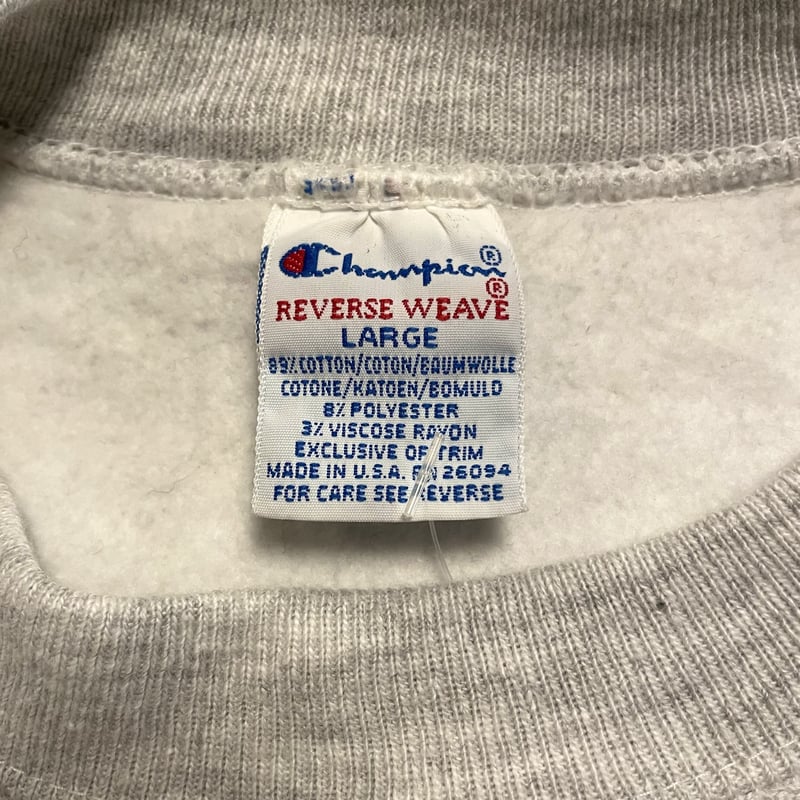 Champion®
REVERSE WEAVE®
LARGE
89% COTTON/COTON/BAUMWOLLE
COTONE/KATOEN/BOMULD
8% POLYESTER
3% VISCOSE RAYON
EXCLUSIVE OF TRIM
MADE IN U.S.A. RN 26094
FOR CARE SEE REVERSE